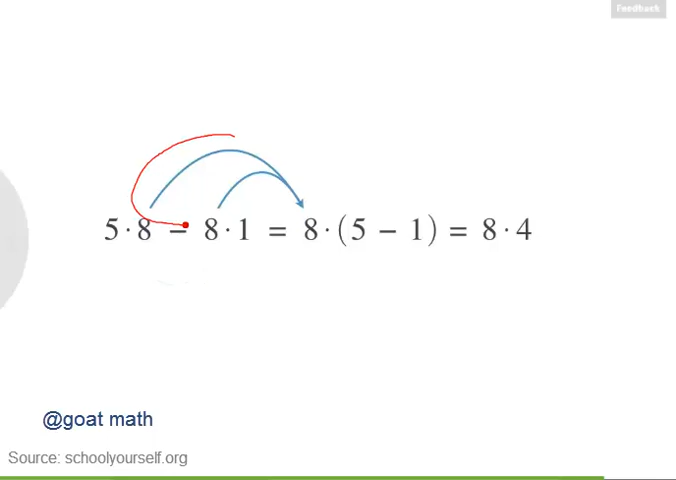 Feedback
5 · 8 − 8 · 1 = 8 · (5 − 1) = 8 · 4
@goat math
Source: schoolyourself.org